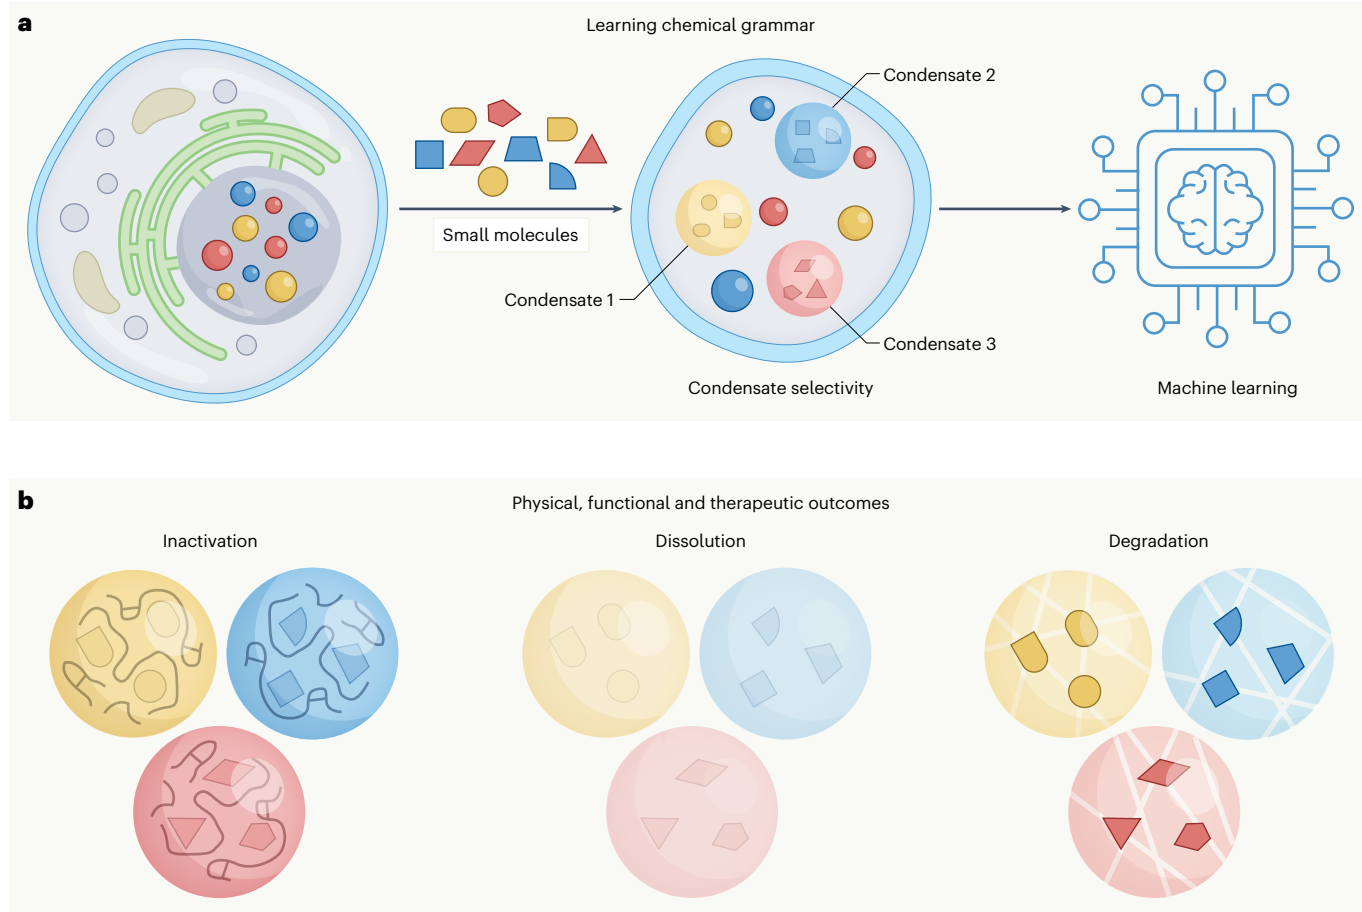 a
Learning chemical grammar
Condensate 2
Small molecules
Condensate 1
Condensate 3
Condensate selectivity
Machine learning
b
Physical, functional and therapeutic outcomes
Inactivation
Dissolution
Degradation